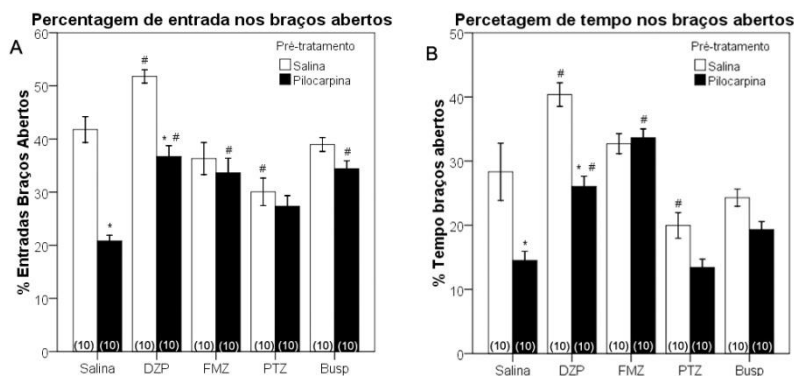 Percentagem de entrada nos braços abertos
A
Pré-tratamento
Salina
Pilocarpina
% Entradas Braços Abertos
60
50
40
30
20
10
0
*
#
* #
#
#
#
(10) (10) (10) (10) (10) (10) (10) (10) (10) (10)
Salina DZP FMZ PTZ Busp
Percetagem de tempo nos braços abertos
B
Pré-tratamento
Salina
Pilocarpina
% Tempo braços abertos
50
40
30
20
10
0
*
#
* #
#
#
(10) (10) (10) (10) (10) (10) (10) (10) (10) (10)
Salina DZP FMZ PTZ Busp